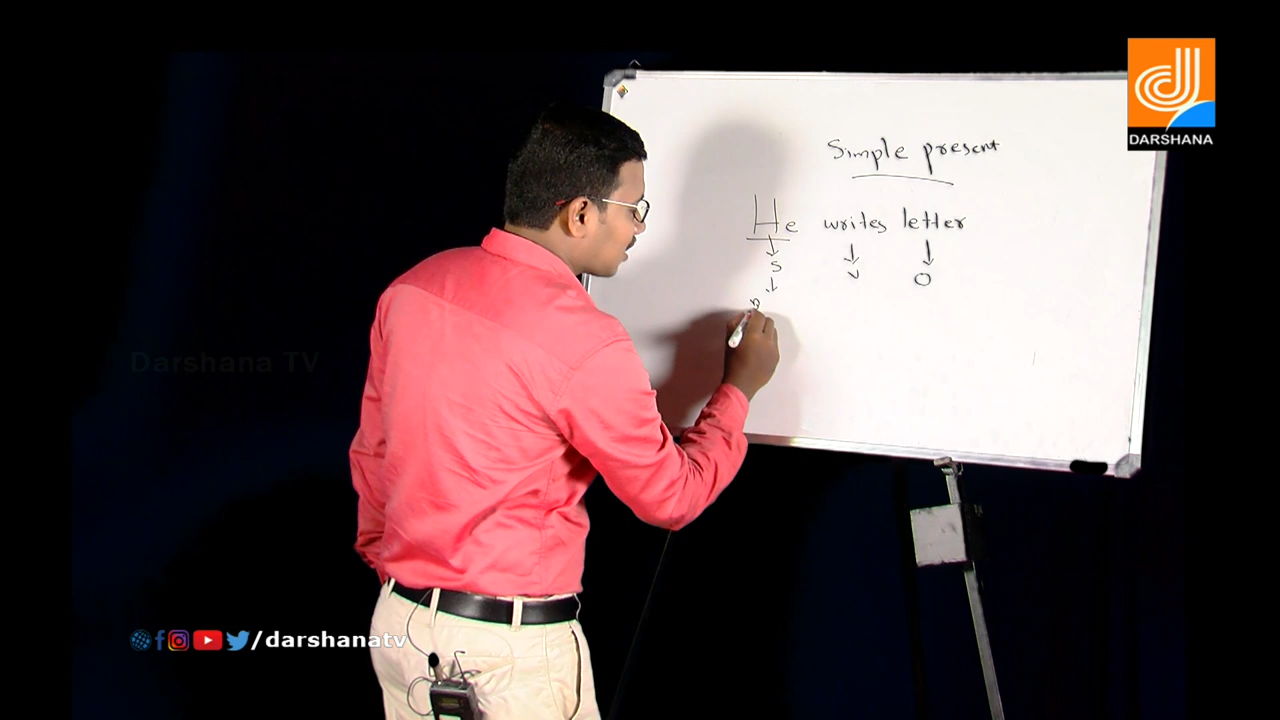 DARSHANA
Simple present
He writes letter
S V O
Darshana TV
/darshanatv